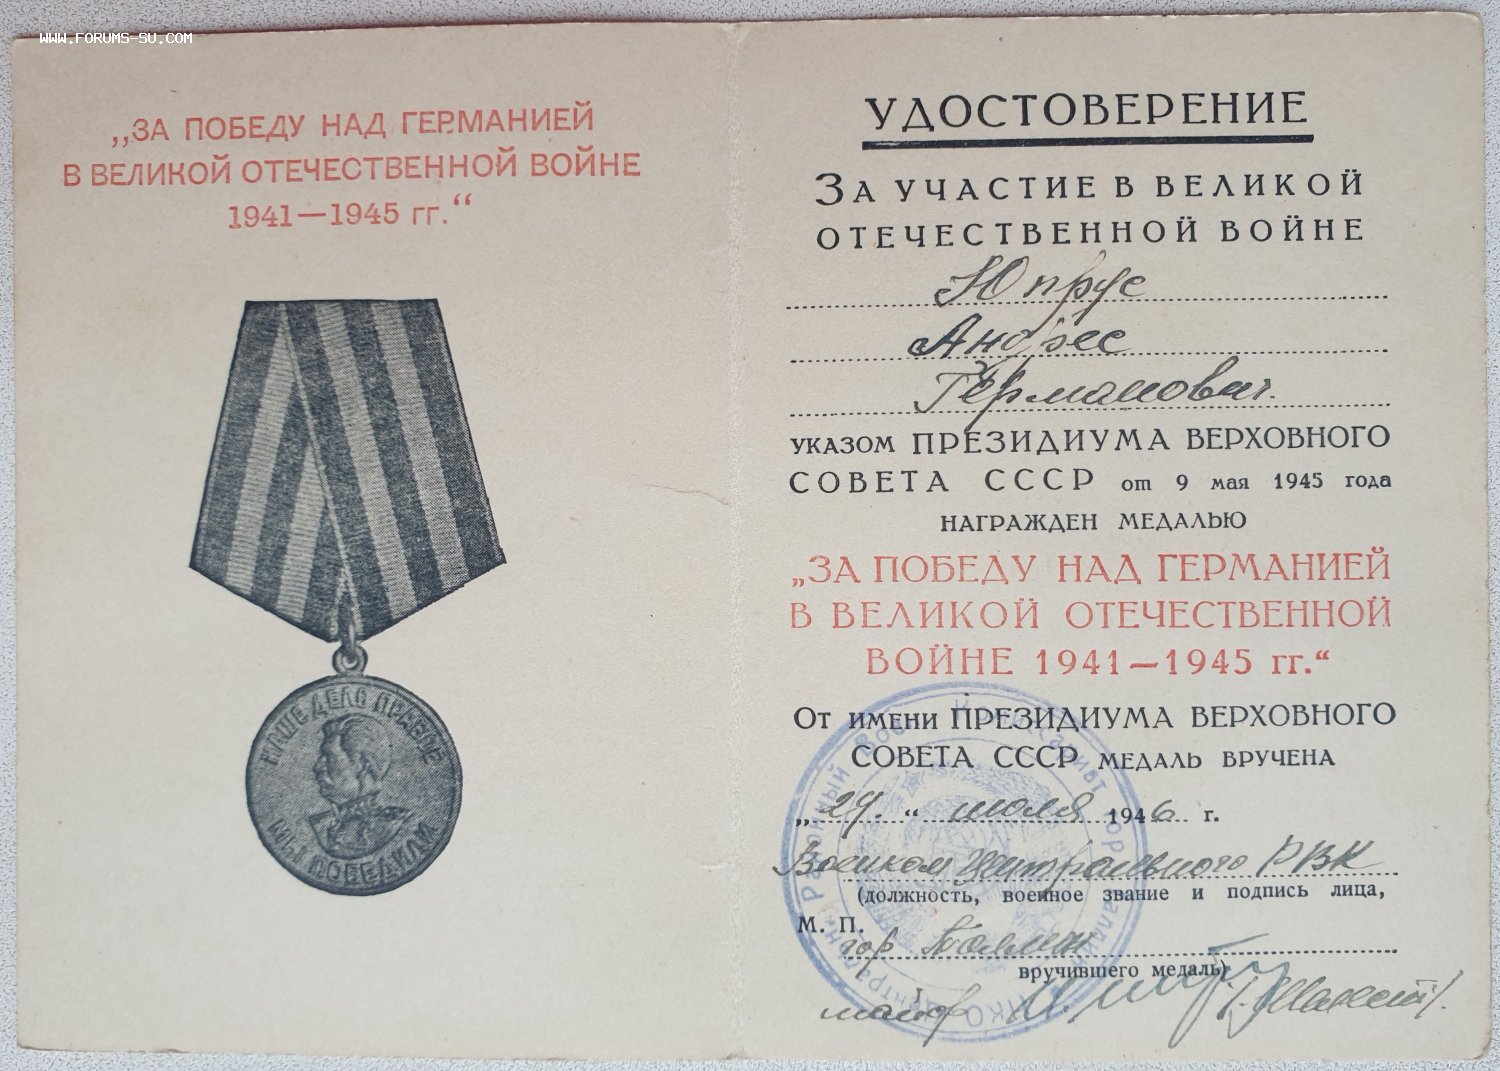 WWW.FORUMS-SU.COM
„ЗА ПОБЕДУ НАД ГЕРМАНИЕЙ
В ВЕЛИКОЙ ОТЕЧЕСТВЕННОЙ ВОЙНЕ
1941—1945 гг.“
НАШЕ ДЕЛО ПРАВОЕ
МЫ ПОБЕДИЛИ
УДОСТОВЕРЕНИЕ
ЗА УЧАСТИЕ В ВЕЛИКОЙ
ОТЕЧЕСТВЕННОЙ ВОЙНЕ
Юпрус
Андрес
Германович.
УКАЗОМ ПРЕЗИДИУМА ВЕРХОВНОГО
СОВЕТА СССР от 9 мая 1945 года
НАГРАЖДЕН МЕДАЛЬЮ
„ЗА ПОБЕДУ НАД ГЕРМАНИЕЙ
В ВЕЛИКОЙ ОТЕЧЕСТВЕННОЙ
ВОЙНЕ 1941—1945 гг.“
ОТ ИМЕНИ ПРЕЗИДИУМА ВЕРХОВНОГО
СОВЕТА СССР МЕДАЛЬ ВРУЧЕНА
„29.“ июля 1946 г.
Военком Центрального РВК
(должность, военное звание и подпись лица,
М. П.
гор Таллин
вручившего медаль)
майор